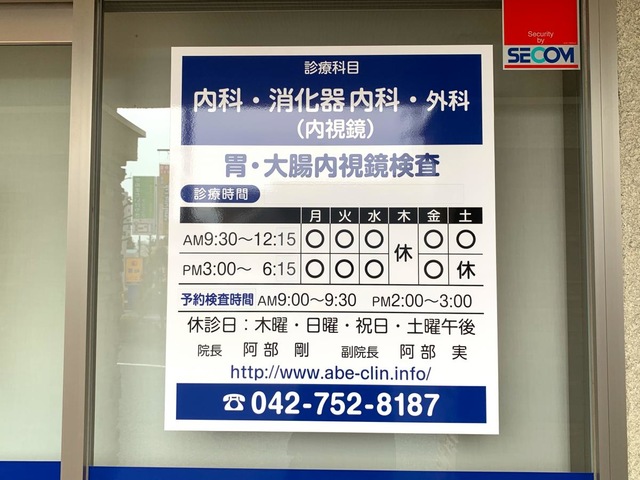 Security
by
SECOM
診療科目
内科・消化器内科・外科
（内視鏡）
胃・大腸内視鏡検査
診療時間
月 火 水 木 金 土
AM9:30〜12:15 〇 〇 〇 休 〇 〇
PM3:00〜 6:15 〇 〇 〇 〇 休
予約検査時間 AM9:00〜9:30 PM2:00〜3:00
休診日：木曜・日曜・祝日・土曜午後
院長 阿部 剛 副院長 阿部 実
http://www.abe-clin.info/
☎042-752-8187